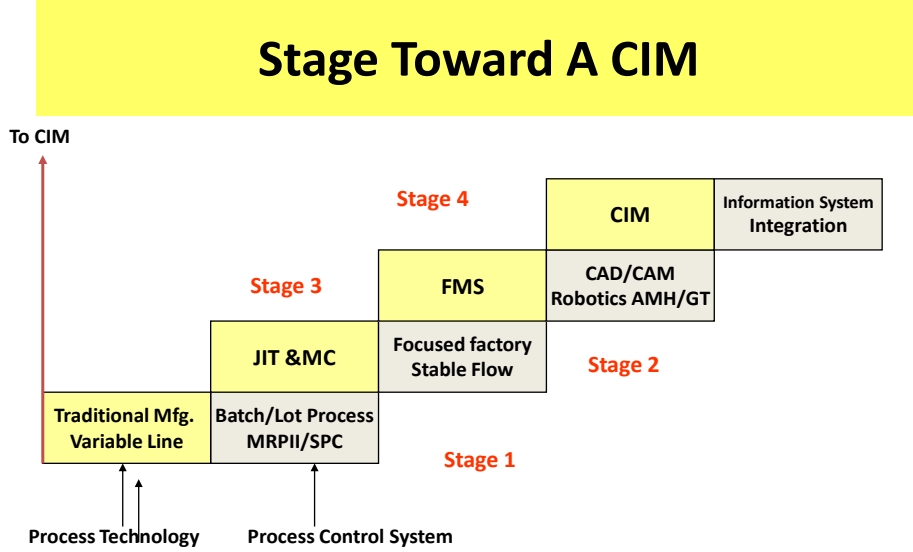 Stage Toward A CIM
To CIM
Stage 4
CIM
Information System
Integration
Stage 3
FMS
CAD/CAM
Robotics AMH/GT
JIT &MC
Focused factory
Stable Flow
Stage 2
Traditional Mfg.
Variable Line
Batch/Lot Process
MRPII/SPC
Stage 1
Process Technology
Process Control System